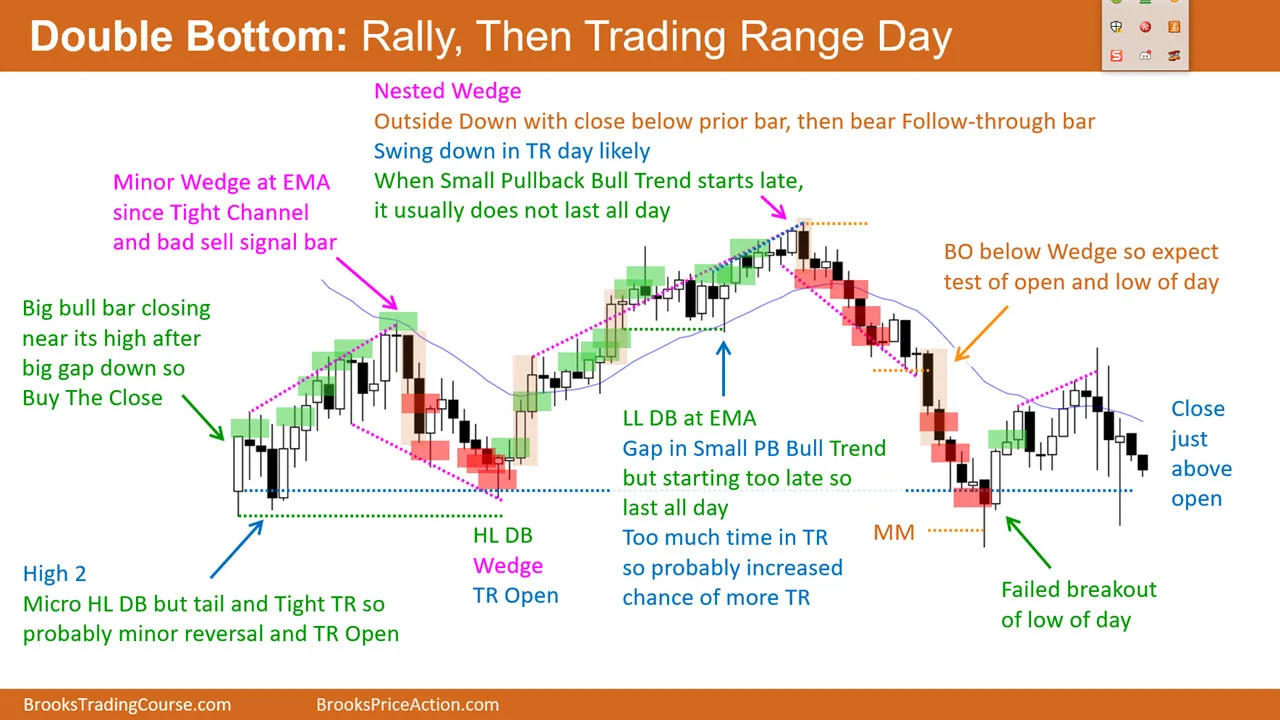 Double Bottom: Rally, Then Trading Range Day
Nested Wedge
Outside Down with close below prior bar, then bear Follow-through bar
Swing down in TR day likely
When Small Pullback Bull Trend starts late,
it usually does not last all day
Minor Wedge at EMA
since Tight Channel
and bad sell signal bar
BO below Wedge so expect
test of open and low of day
Big bull bar closing
near its high after
big gap down so
Buy The Close
LL DB at EMA
Gap in Small PB Bull Trend
but starting too late so
last all day
Too much time in TR
so probably increased
chance of more TR
Close
just
above
open
HL DB
Wedge
TR Open
MM
High 2
Micro HL DB but tail and Tight TR so
probably minor reversal and TR Open
Failed breakout
of low of day
BrooksTradingCourse.com
BrooksPriceAction.com